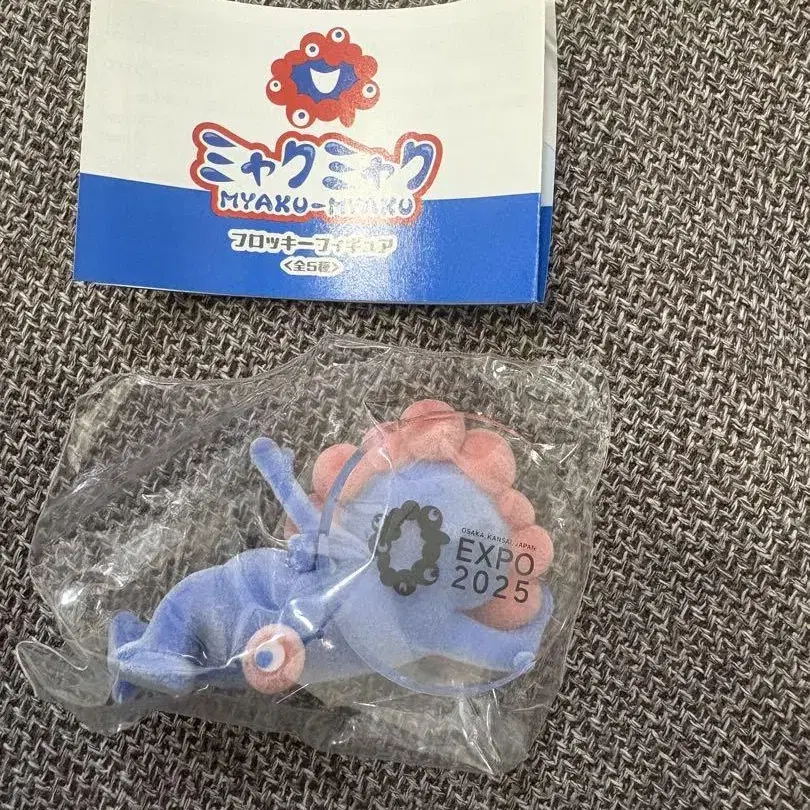 ミャクミャク
MYAKU-MYAKU
フロッキーフィギュア
<全5種>
OSAKA, KANSAI, JAPAN
EXPO
2025